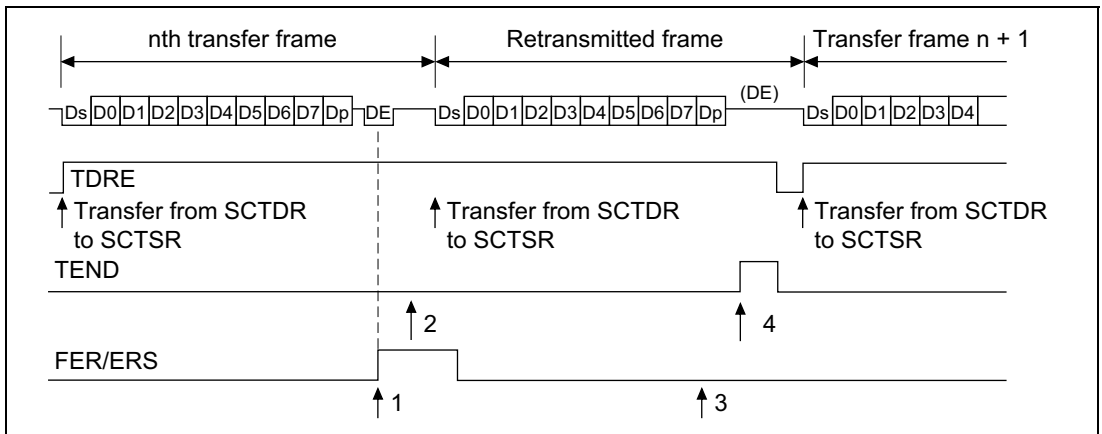 nth transfer frame Retransmitted frame Transfer frame n + 1
(DE)
Ds D0 D1 D2 D3 D4 D5 D6 D7 Dp DE Ds D0 D1 D2 D3 D4 D5 D6 D7 Dp Ds D0 D1 D2 D3 D4
TDRE
Transfer from SCTDR Transfer from SCTDR Transfer from SCTDR
to SCTSR to SCTSR to SCTSR
TEND
2 4
FER/ERS
1 3